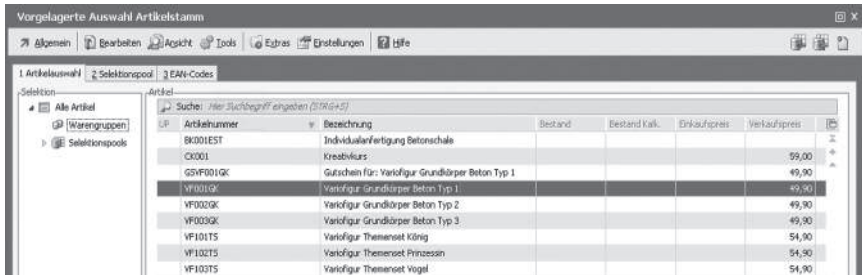 Vorgelagerte Auswahl Artikelstamm
Allgemein Bearbeiten Ansicht Tools Extras Einstellungen Hilfe
1 Artikelauswahl 2 Selektionspool 3 EAN-Codes
Selektion
Alle Artikel
Warengruppen
Selektionspools
Artikel
Suche: Hier Suchbegriff eingeben (STRG+S)
UP Artikelnummer Bezeichnung Bestand Bestand Kalk. Einkaufspreis Verkaufspreis
BK001EST Individualanfertigung Betonschale
CK001 Kreativkurs 59,00
GSVF001GK Gutschein für: Variofigur Grundkörper Beton Typ 1 49,90
VF001GK Variofigur Grundkörper Beton Typ 1 49,90
VF002GK Variofigur Grundkörper Beton Typ 2 49,90
VF003GK Variofigur Grundkörper Beton Typ 3 49,90
VF101TS Variofigur Themenset König 54,90
VF102TS Variofigur Themenset Prinzessin 54,90
VF103TS Variofigur Themenset Vogel 54,90